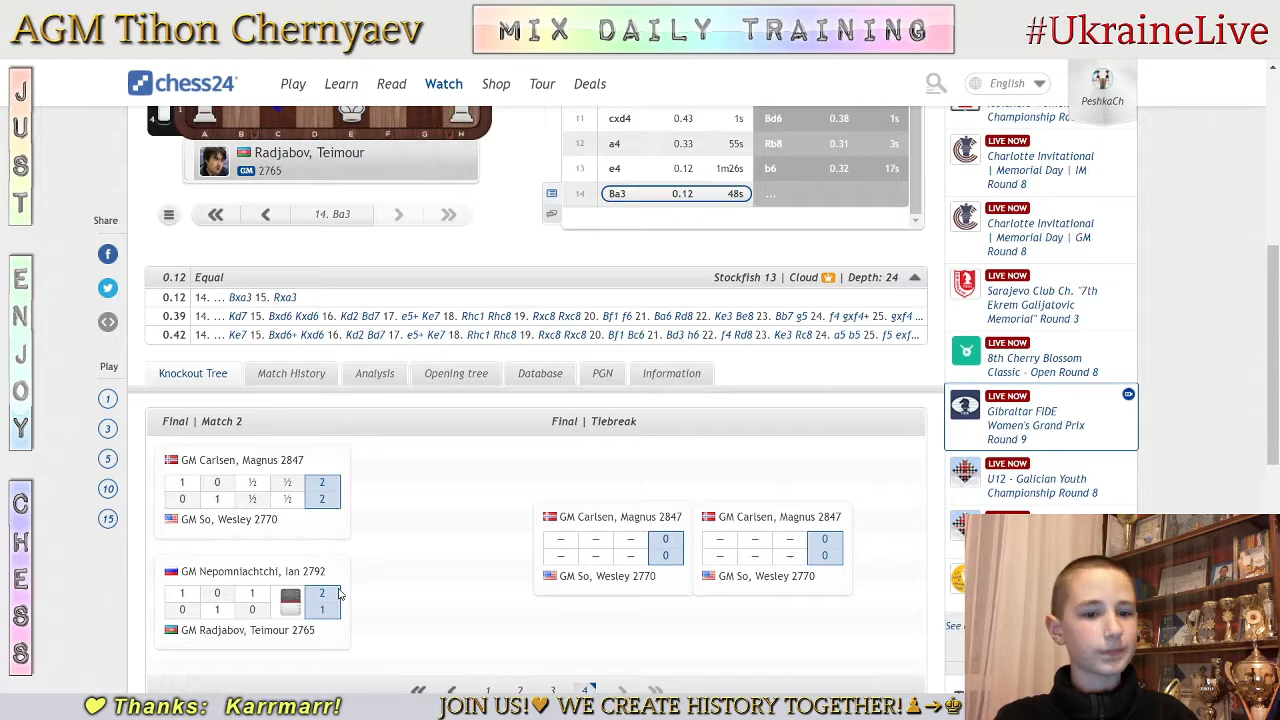 AGM Tihon Chernyaev
MIX DAILY TRAINING
#UkraineLive
JUST
ENJOY
CHESS
chess24
Play
Learn
Read
Watch
Shop
Tour
Deals
English
PeshkaCh
4
A B C D E F G H
Radjabov, Teimour
GM 2765
14. Ba3
11 cxd4 0.43 1s Bd6 0.38 1s
12 a4 0.33 55s Rb8 0.31 3s
13 e4 0.12 1m26s b6 0.32 17s
14 Ba3 0.12 48s ...
Share
Play
1
3
5
10
15
0.12 Equal
Stockfish 13 | Cloud | Depth: 24
0.12 14. ... Bxa3 15. Rxa3
0.39 14. ... Kd7 15. Bxd6 Kxd6 16. Kd2 Bd7 17. e5+ Ke7 18. Rhc1 Rhc8 19. Rxc8 Rxc8 20. Bf1 f6 21. Ba6 Rd8 22. Ke3 Be8 23. Bb7 g5 24. f4 gxf4+ 25. gxf4 ...
0.42 14. ... Ke7 15. Bxd6+ Kxd6 16. Kd2 Bd7 17. e5+ Ke7 18. Rhc1 Rhc8 19. Rxc8 Rxc8 20. Bf1 Bc6 21. Bd3 h6 22. f4 Rd8 23. Ke3 Rc8 24. a5 b5 25. f5 exf...
Knockout Tree
Match History
Analysis
Opening tree
Database
PGN
Information
Final | Match 2
Final | Tiebreak
GM Carlsen, Magnus 2847
1 0 ½ ½ 2
0 1 ½ ½ 2
GM So, Wesley 2770
GM Nepomniachtchi, Ian 2792
1 0 1 2
0 1 0 1
GM Radjabov, Teimour 2765
GM Carlsen, Magnus 2847
– – – 0
– – – 0
GM So, Wesley 2770
GM Carlsen, Magnus 2847
– – – 0
– – – 0
GM So, Wesley 2770
1 2 3 4
Championship
LIVE NOW
Charlotte Invitational
| Memorial Day | IM
Round 8
LIVE NOW
Charlotte Invitational
| Memorial Day | GM
Round 8
LIVE NOW
Sarajevo Club Ch. "7th
Ekrem Galijatovic
Memorial" Round 3
LIVE NOW
8th Cherry Blossom
Classic - Open Round 8
LIVE NOW
Gibraltar FIDE
Women's Grand Prix
Round 9
LIVE NOW
U12 - Galician Youth
Championship Round 8
LIVE NOW
See
Thanks: Karrmarr!
JOIN US! WE CREATE HISTORY TOGETHER!